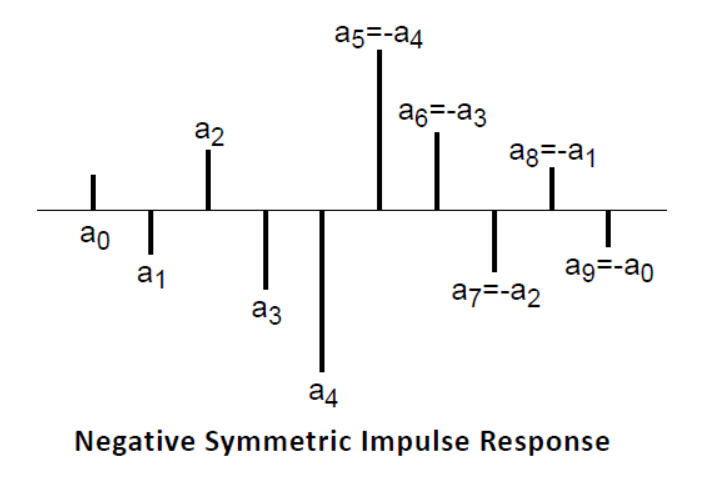 a5=-a4
a6=-a3
a2
a8=-a1
a0
a1
a9=-a0
a7=-a2
a3
a4
Negative Symmetric Impulse Response